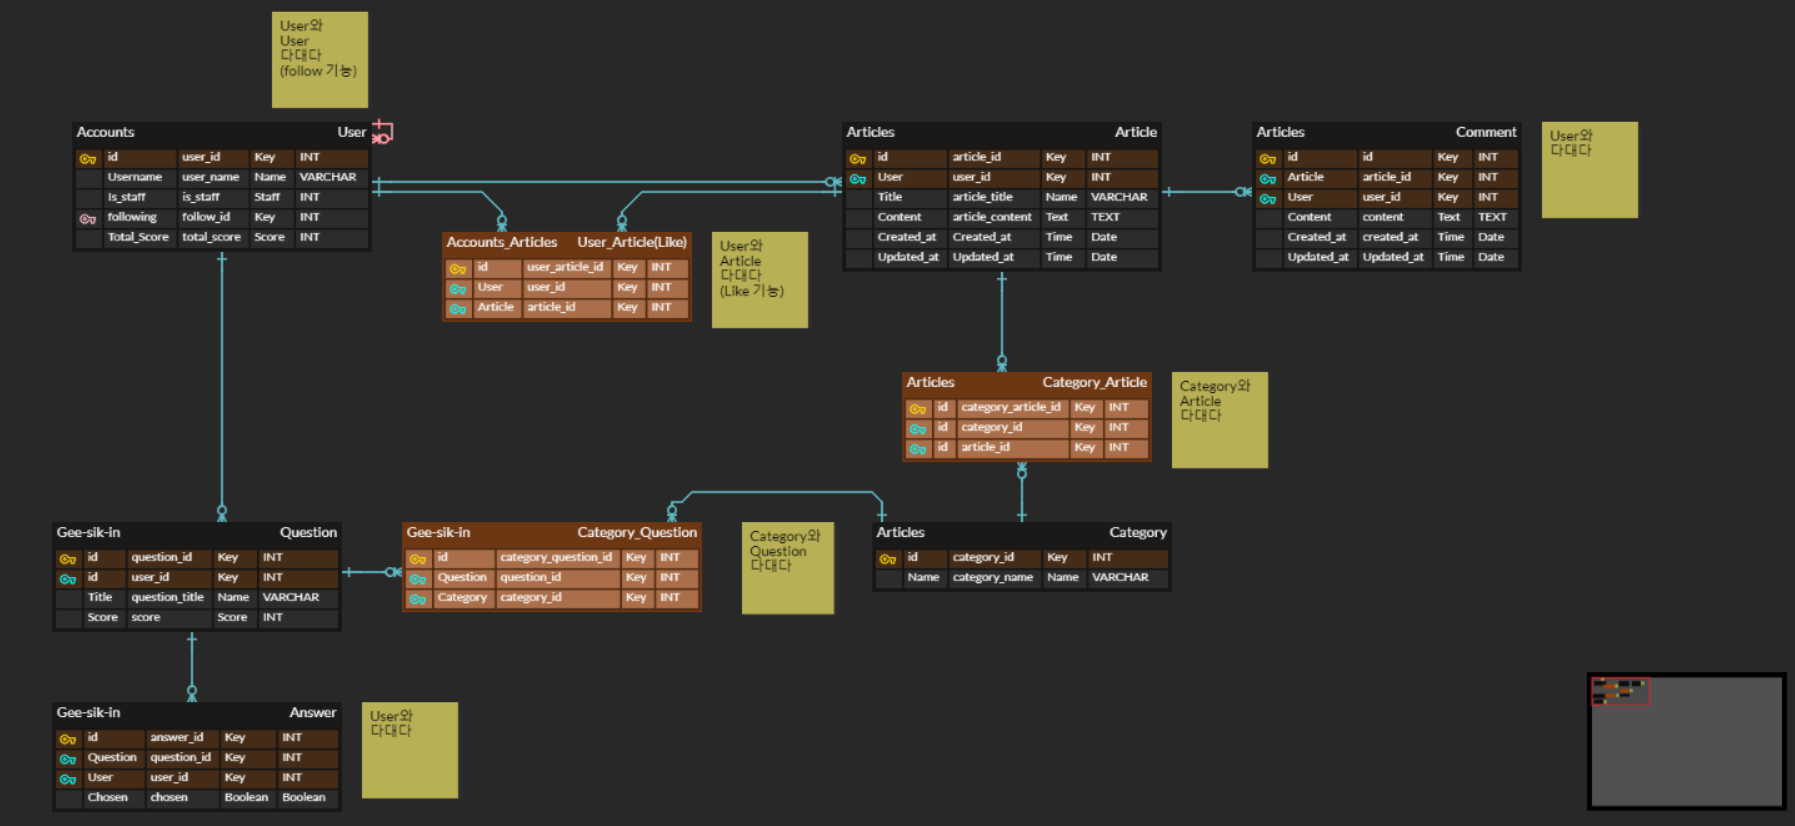 User와
User
다대다
(follow 기능)
Accounts User
id user_id Key INT
Username user_name Name VARCHAR
Is_staff is_staff Staff INT
following follow_id Key INT
Total_Score total_score Score INT
Articles Article
id article_id Key INT
User user_id Key INT
Title article_title Name VARCHAR
Content article_content Text TEXT
Created_at Created_at Time Date
Updated_at Updated_at Time Date
Articles Comment
id id Key INT
Article article_id Key INT
User user_id Key INT
Content content Text TEXT
Created_at created_at Time Date
Updated_at Updated_at Time Date
User와
다대다
Accounts_Articles User_Article(Like)
id user_article_id Key INT
User user_id Key INT
Article article_id Key INT
User와
Article
다대다
(Like 기능)
Articles Category_Article
id category_article_id Key INT
id category_id Key INT
id article_id Key INT
Category와
Article
다대다
Gee-sik-in Question
id question_id Key INT
id user_id Key INT
Title question_title Name VARCHAR
Score score Score INT
Gee-sik-in Category_Question
id category_question_id Key INT
Question question_id Key INT
Category category_id Key INT
Category와
Question
다대다
Articles Category
id category_id Key INT
Name category_name Name VARCHAR
Gee-sik-in Answer
id answer_id Key INT
Question question_id Key INT
User user_id Key INT
Chosen chosen Boolean Boolean
User와
다대다